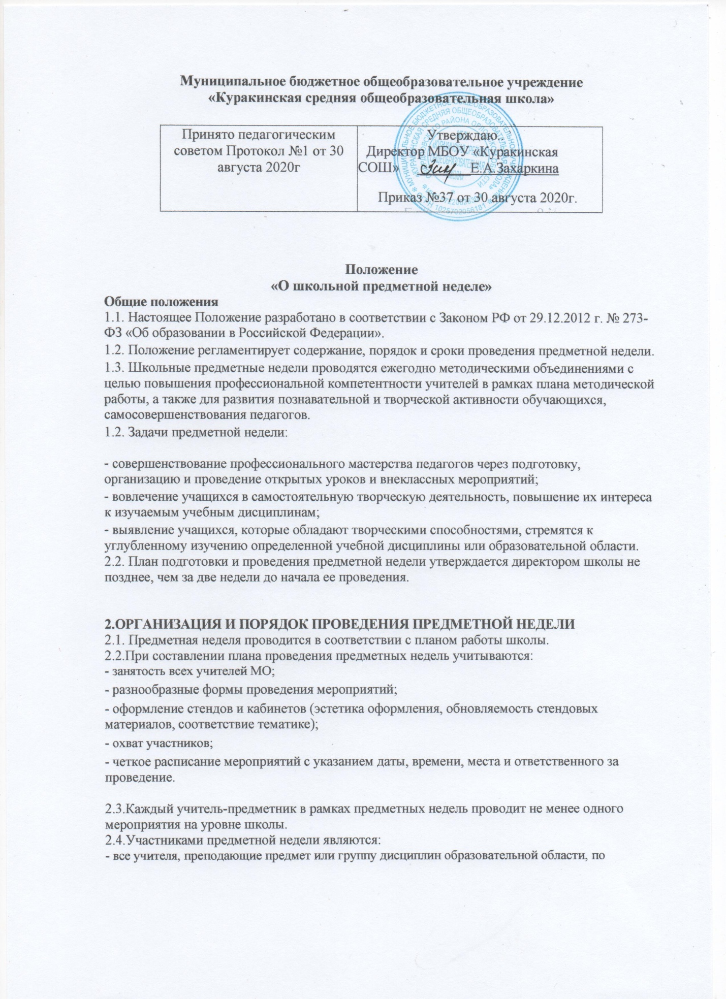 Муниципальное бюджетное общеобразовательное учреждение
«Куракинская средняя общеобразовательная школа»
Принято педагогическим
советом Протокол №1 от 30
августа 2020г
Утверждаю..
Директор МБОУ «Куракинская
СОШ» Е.А.Захаркина
Приказ №37 от 30 августа 2020г.
ОГРН 1025702056181
Положение
«О школьной предметной неделе»
Общие положения
1.1. Настоящее Положение разработано в соответствии с Законом РФ от 29.12.2012 г. № 273-
ФЗ «Об образовании в Российской Федерации».
1.2. Положение регламентирует содержание, порядок и сроки проведения предметной недели.
1.3. Школьные предметные недели проводятся ежегодно методическими объединениями с
целью повышения профессиональной компетентности учителей в рамках плана методической
работы, а также для развития познавательной и творческой активности обучающихся,
самосовершенствования педагогов.
1.2. Задачи предметной недели:
- совершенствование профессионального мастерства педагогов через подготовку,
организацию и проведение открытых уроков и внеклассных мероприятий;
- вовлечение учащихся в самостоятельную творческую деятельность, повышение их интереса
к изучаемым учебным дисциплинам;
- выявление учащихся, которые обладают творческими способностями, стремятся к
углубленному изучению определенной учебной дисциплины или образовательной области.
2.2. План подготовки и проведения предметной недели утверждается директором школы не
позднее, чем за две недели до начала ее проведения.
2.ОРГАНИЗАЦИЯ И ПОРЯДОК ПРОВЕДЕНИЯ ПРЕДМЕТНОЙ НЕДЕЛИ
2.1. Предметная неделя проводится в соответствии с планом работы школы.
2.2.При составлении плана проведения предметных недель учитываются:
- занятость всех учителей МО;
- разнообразные формы проведения мероприятий;
- оформление стендов и кабинетов (эстетика оформления, обновляемость стендовых
материалов, соответствие тематике);
- охват участников;
- четкое расписание мероприятий с указанием даты, времени, места и ответственного за
проведение.
2.3.Каждый учитель-предметник в рамках предметных недель проводит не менее одного
мероприятия на уровне школы.
2.4.Участниками предметной недели являются:
- все учителя, преподающие предмет или группу дисциплин образовательной области, по